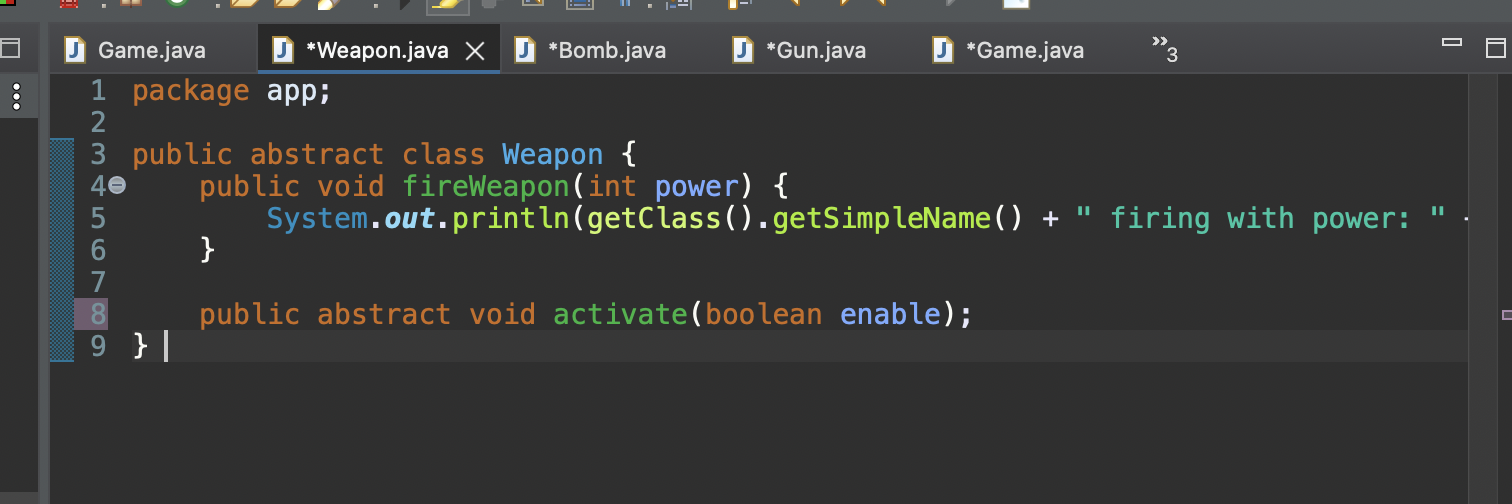 Game.java *Weapon.java *Bomb.java *Gun.java *Game.java »3
1 package app;
2
3 public abstract class Weapon {
4 public void fireWeapon(int power) {
5 System.out.println(getClass().getSimpleName() + " firing with power: " +
6 }
7
8 public abstract void activate(boolean enable);
9 }